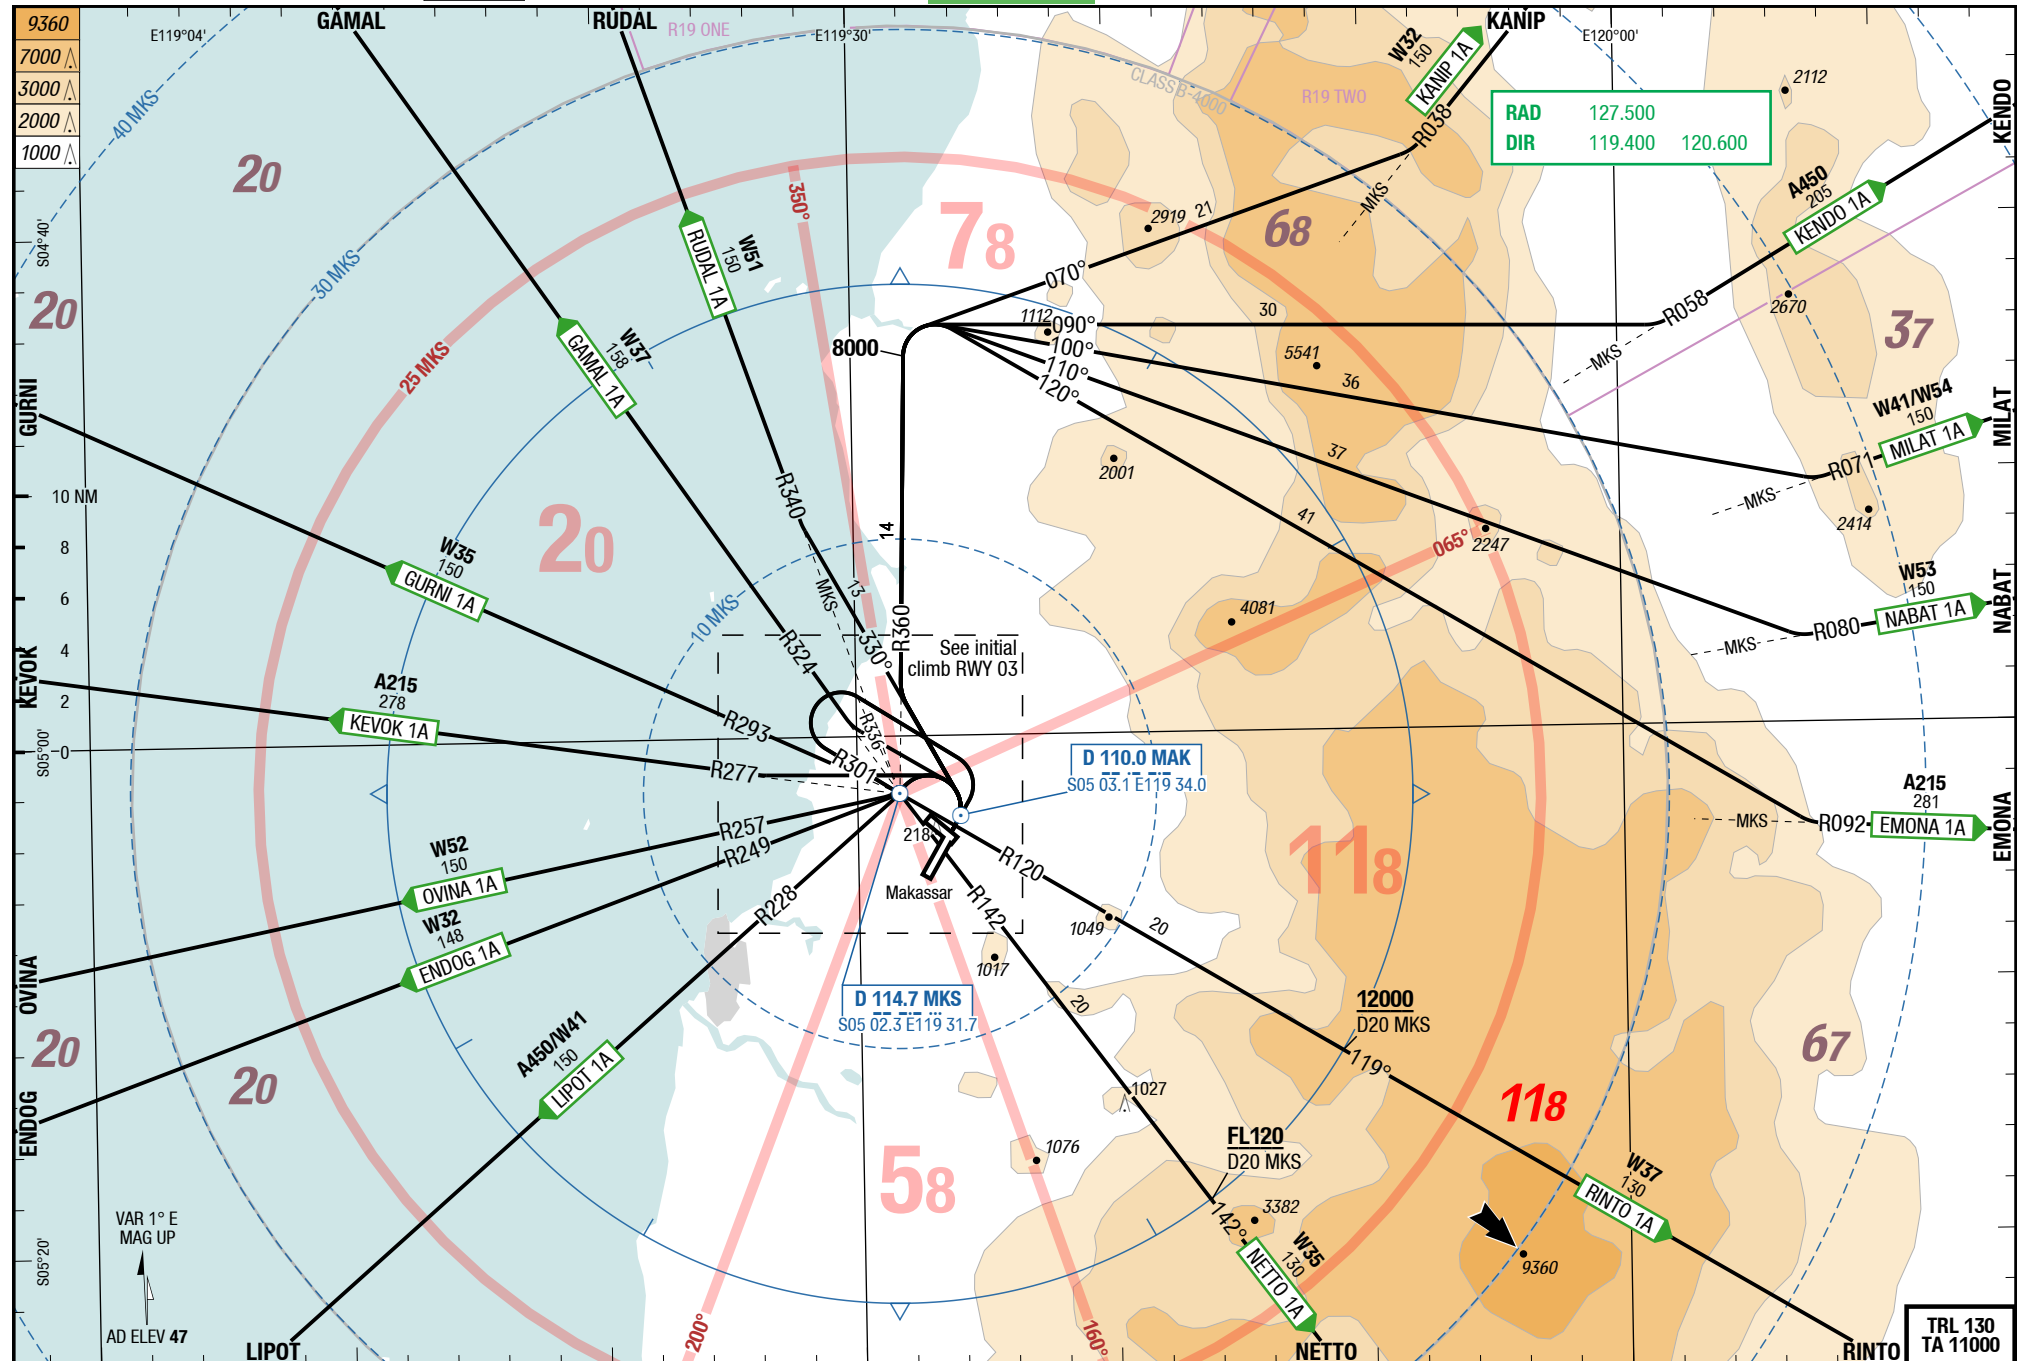 GAMAL
RUDAL
KANIP
R19 ONE
E119°04'
E119°30'
E120°00'
9360
7000
3000
2000
1000
40 MKS
CLASS B-4000
R19 TWO
W32
150
KANIP 1A
R038
RAD 127.500
DIR 119.400 120.600
2112
KENDO
20
350°
MKS
A450
205
KENDO 1A
S04°40'
30 MKS
RUDAL 1A
W51
150
78
2919
21
68
070°
20
GAMAL 1A
W37
158
8000
1112
090°
100°
110°
120°
30
R058
MKS
2670
37
25 MKS
5541
36
GURNI
W41/W54
150
MILAT 1A
MILAT
R071
MKS
2414
2001
37
10 NM
8
6
4
2
0
R340
14
20
41
065°
2247
W35
150
GURNI 1A
MKS
13
W53
150
NABAT 1A
NABAT
R080
MKS
10 MKS
4081
R324
330°
R360
See initial
climb RWY 03
KEVOK
A215
278
KEVOK 1A
R293
R336
R301
R277
S05°00'
D 110.0 MAK
S05 03.1 E119 34.0
A215
281
EMONA 1A
EMONA
R092
MKS
R257
R249
218
R120
118
W52
150
OVINA 1A
Makassar
R142
R228
1049
20
W32
148
ENDOG 1A
1017
OVINA
D 114.7 MKS
S05 02.3 E119 31.7
20
12000
D20 MKS
119°
67
20
20
A450/W41
150
LIPOT 1A
1027
118
ENDOG
FL120
D20 MKS
1076
58
3382
142°
W35
130
NETTO 1A
W37
130
RINTO 1A
9360
VAR 1° E
MAG UP
S05°20'
AD ELEV 47
200°
160°
LIPOT
NETTO
RINTO
TRL 130
TA 11000